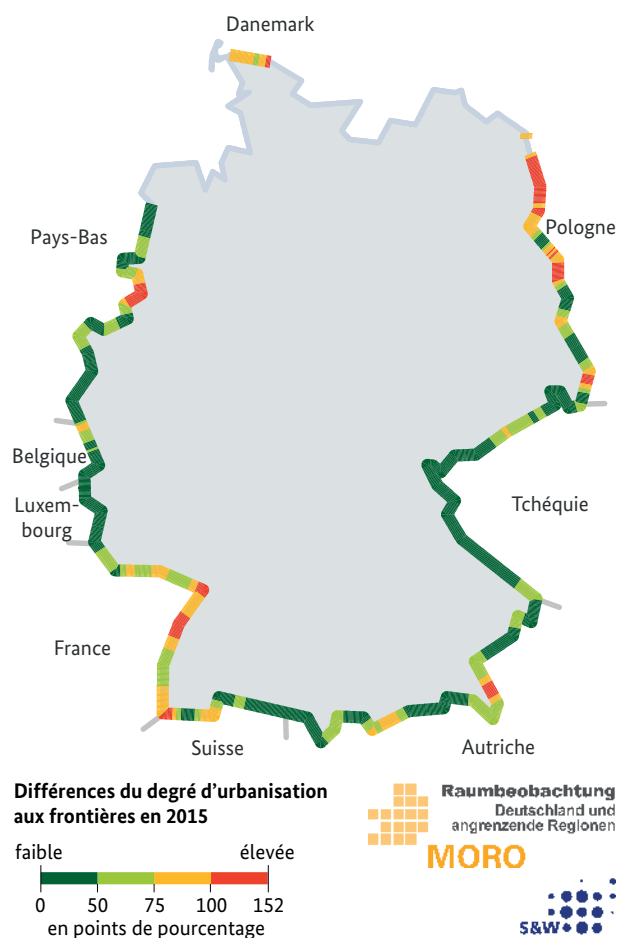 Danemark
Pologne
Pays-Bas
Belgique
Luxem-
bourg
Tchéquie
France
Suisse
Autriche
Différences du degré d’urbanisation
aux frontières en 2015
faible élevée
0 50 75 100 152
en points de pourcentage
Raumbeobachtung
Deutschland und
angrenzende Regionen
MORO
S&W